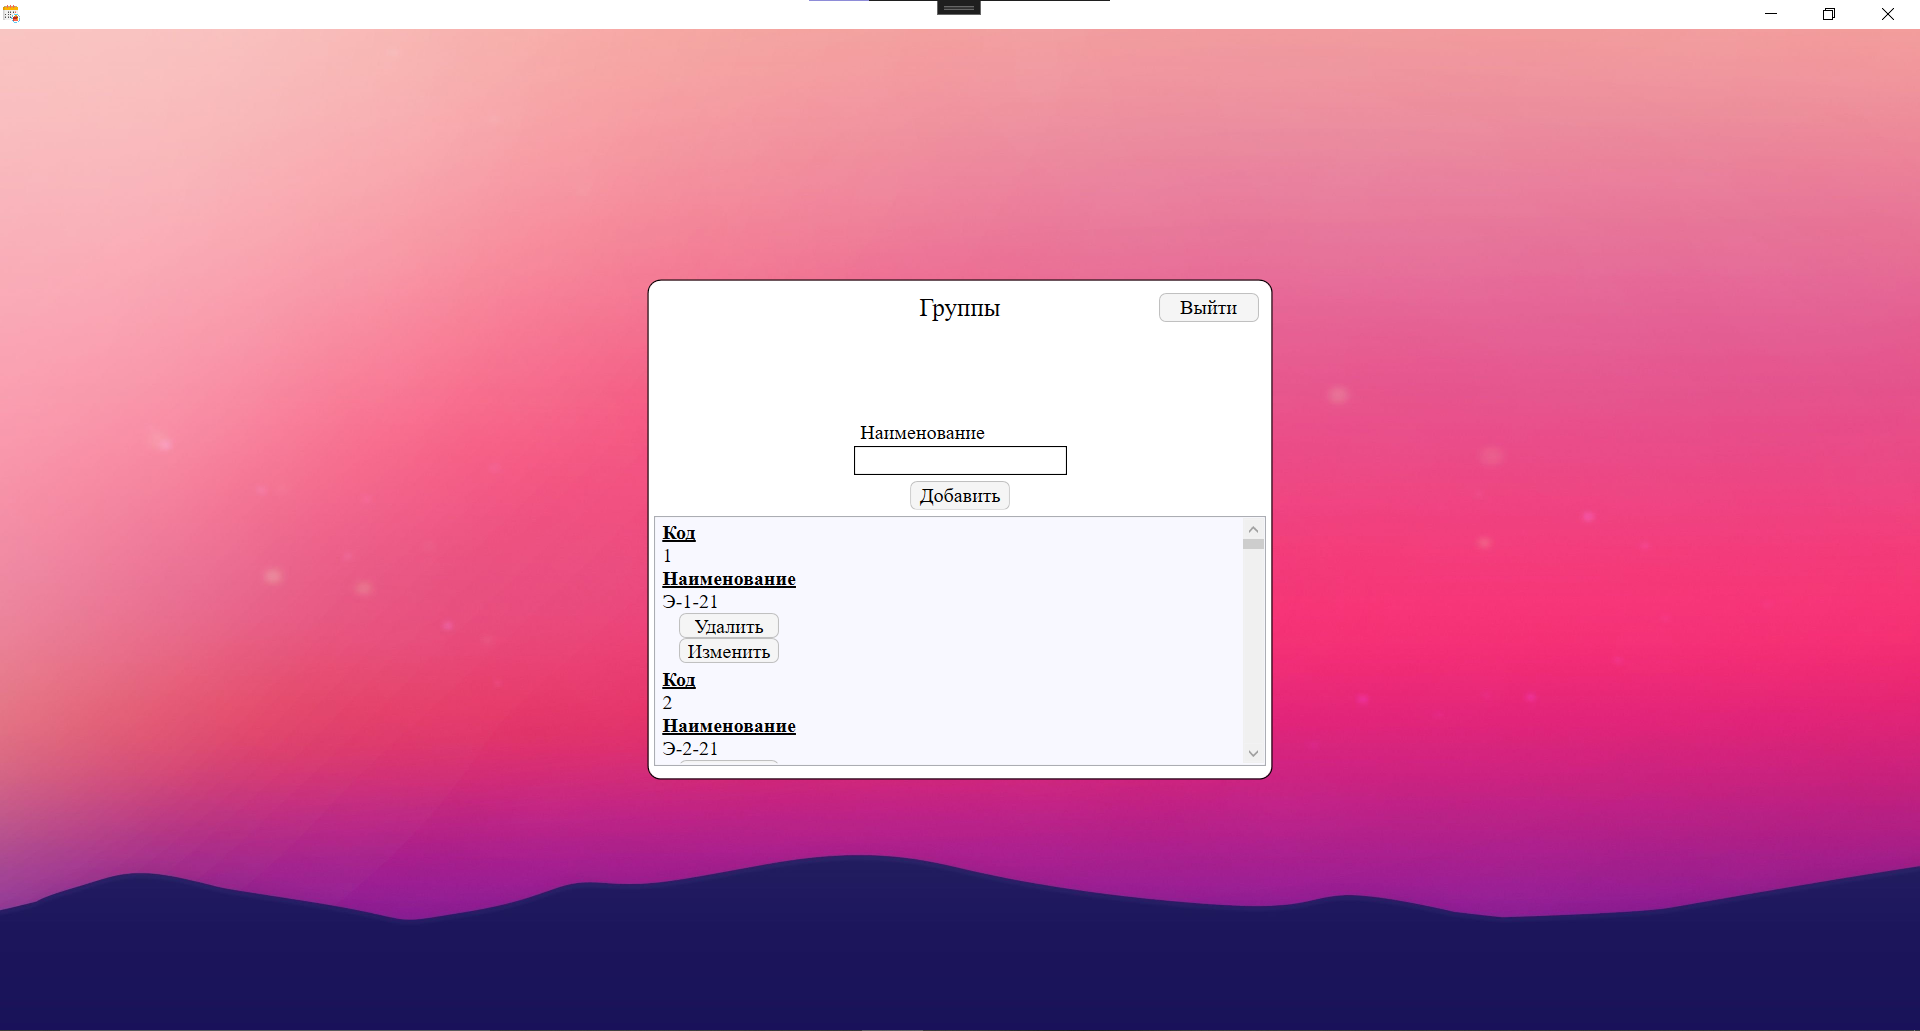 Группы
Выйти
Наименование
Добавить
Код
1
Наименование
Э-1-21
Удалить
Изменить
Код
2
Наименование
Э-2-21